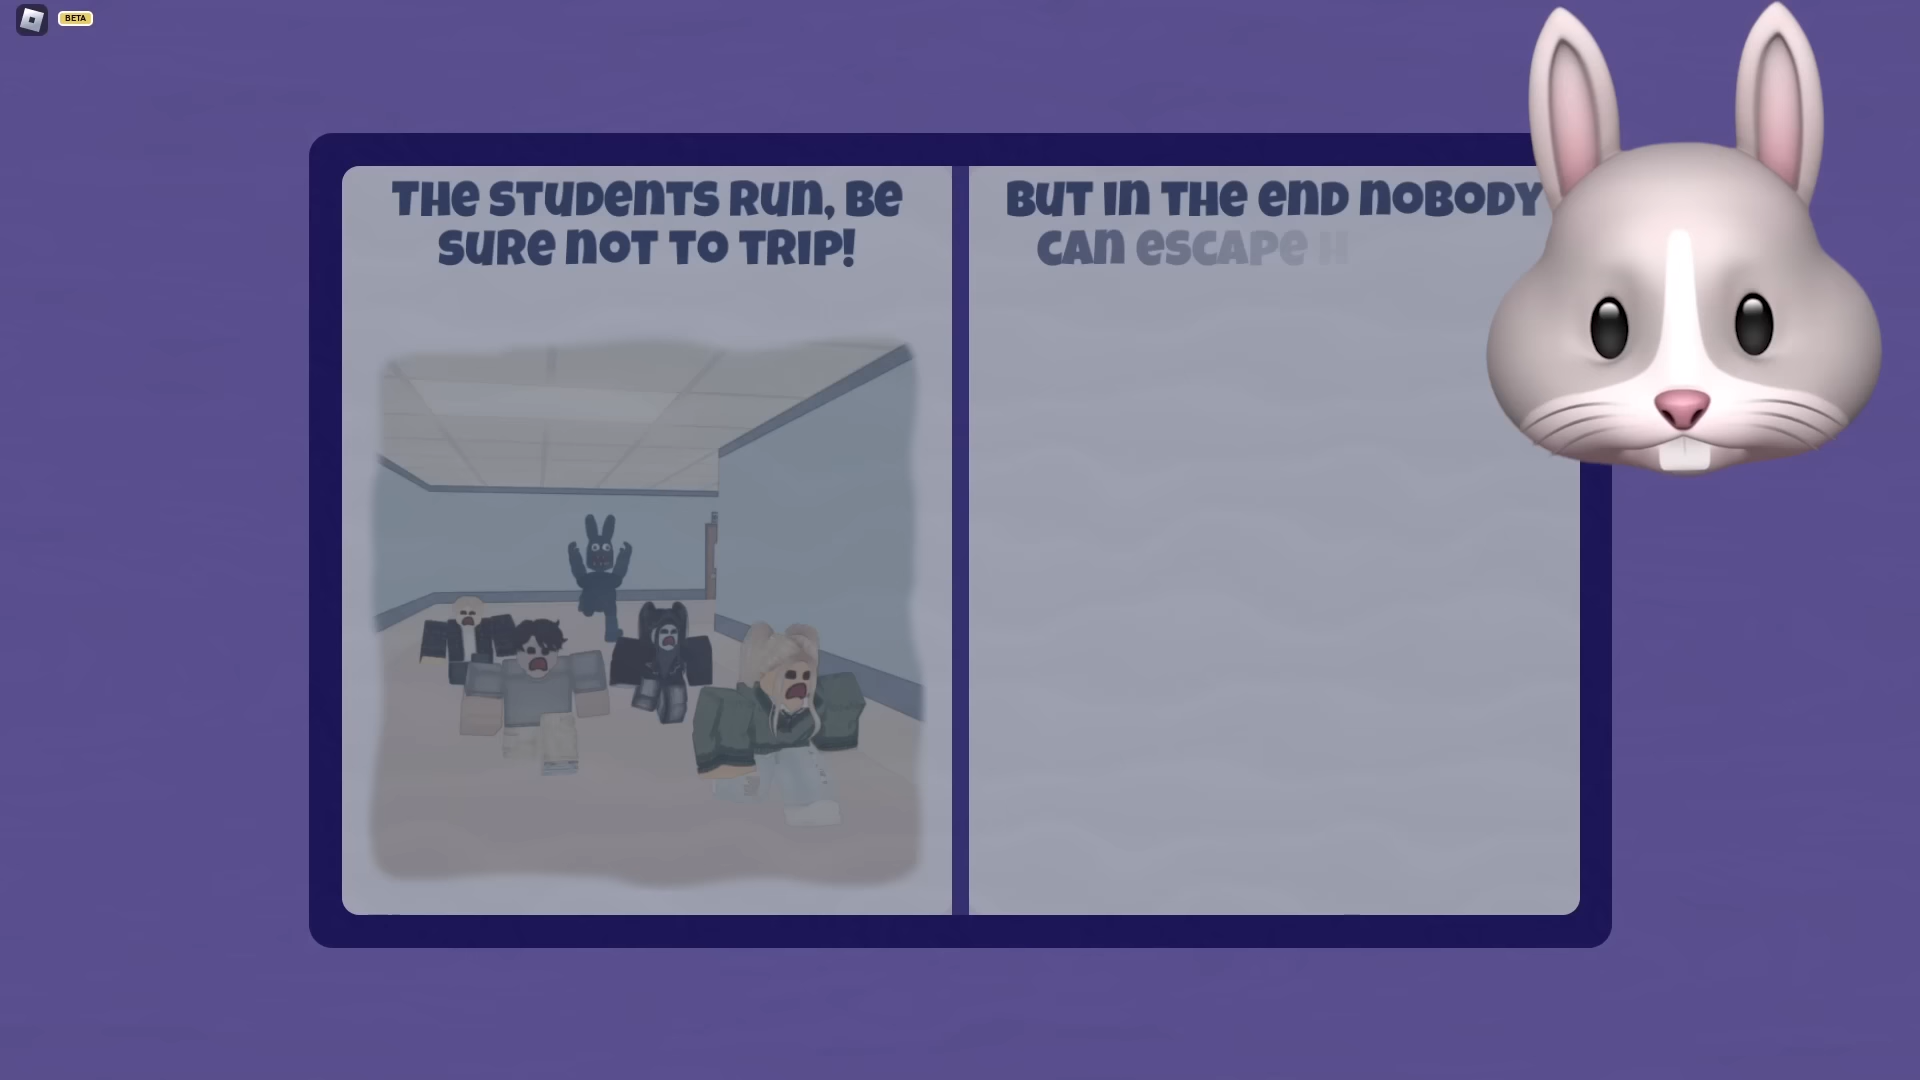 BETA
THE STUDENTS RUN, BE
SURE NOT TO TRIP!
BUT IN THE END NOBODY
CAN ESCAPE H